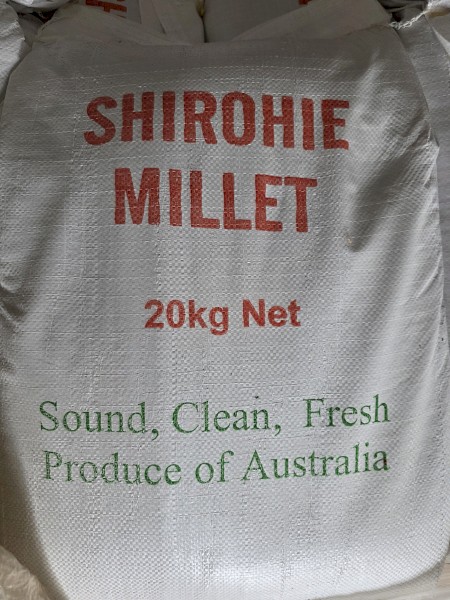 SHIROHIE
MILLET
20kg Net
Sound, Clean, Fresh
Produce of Australia